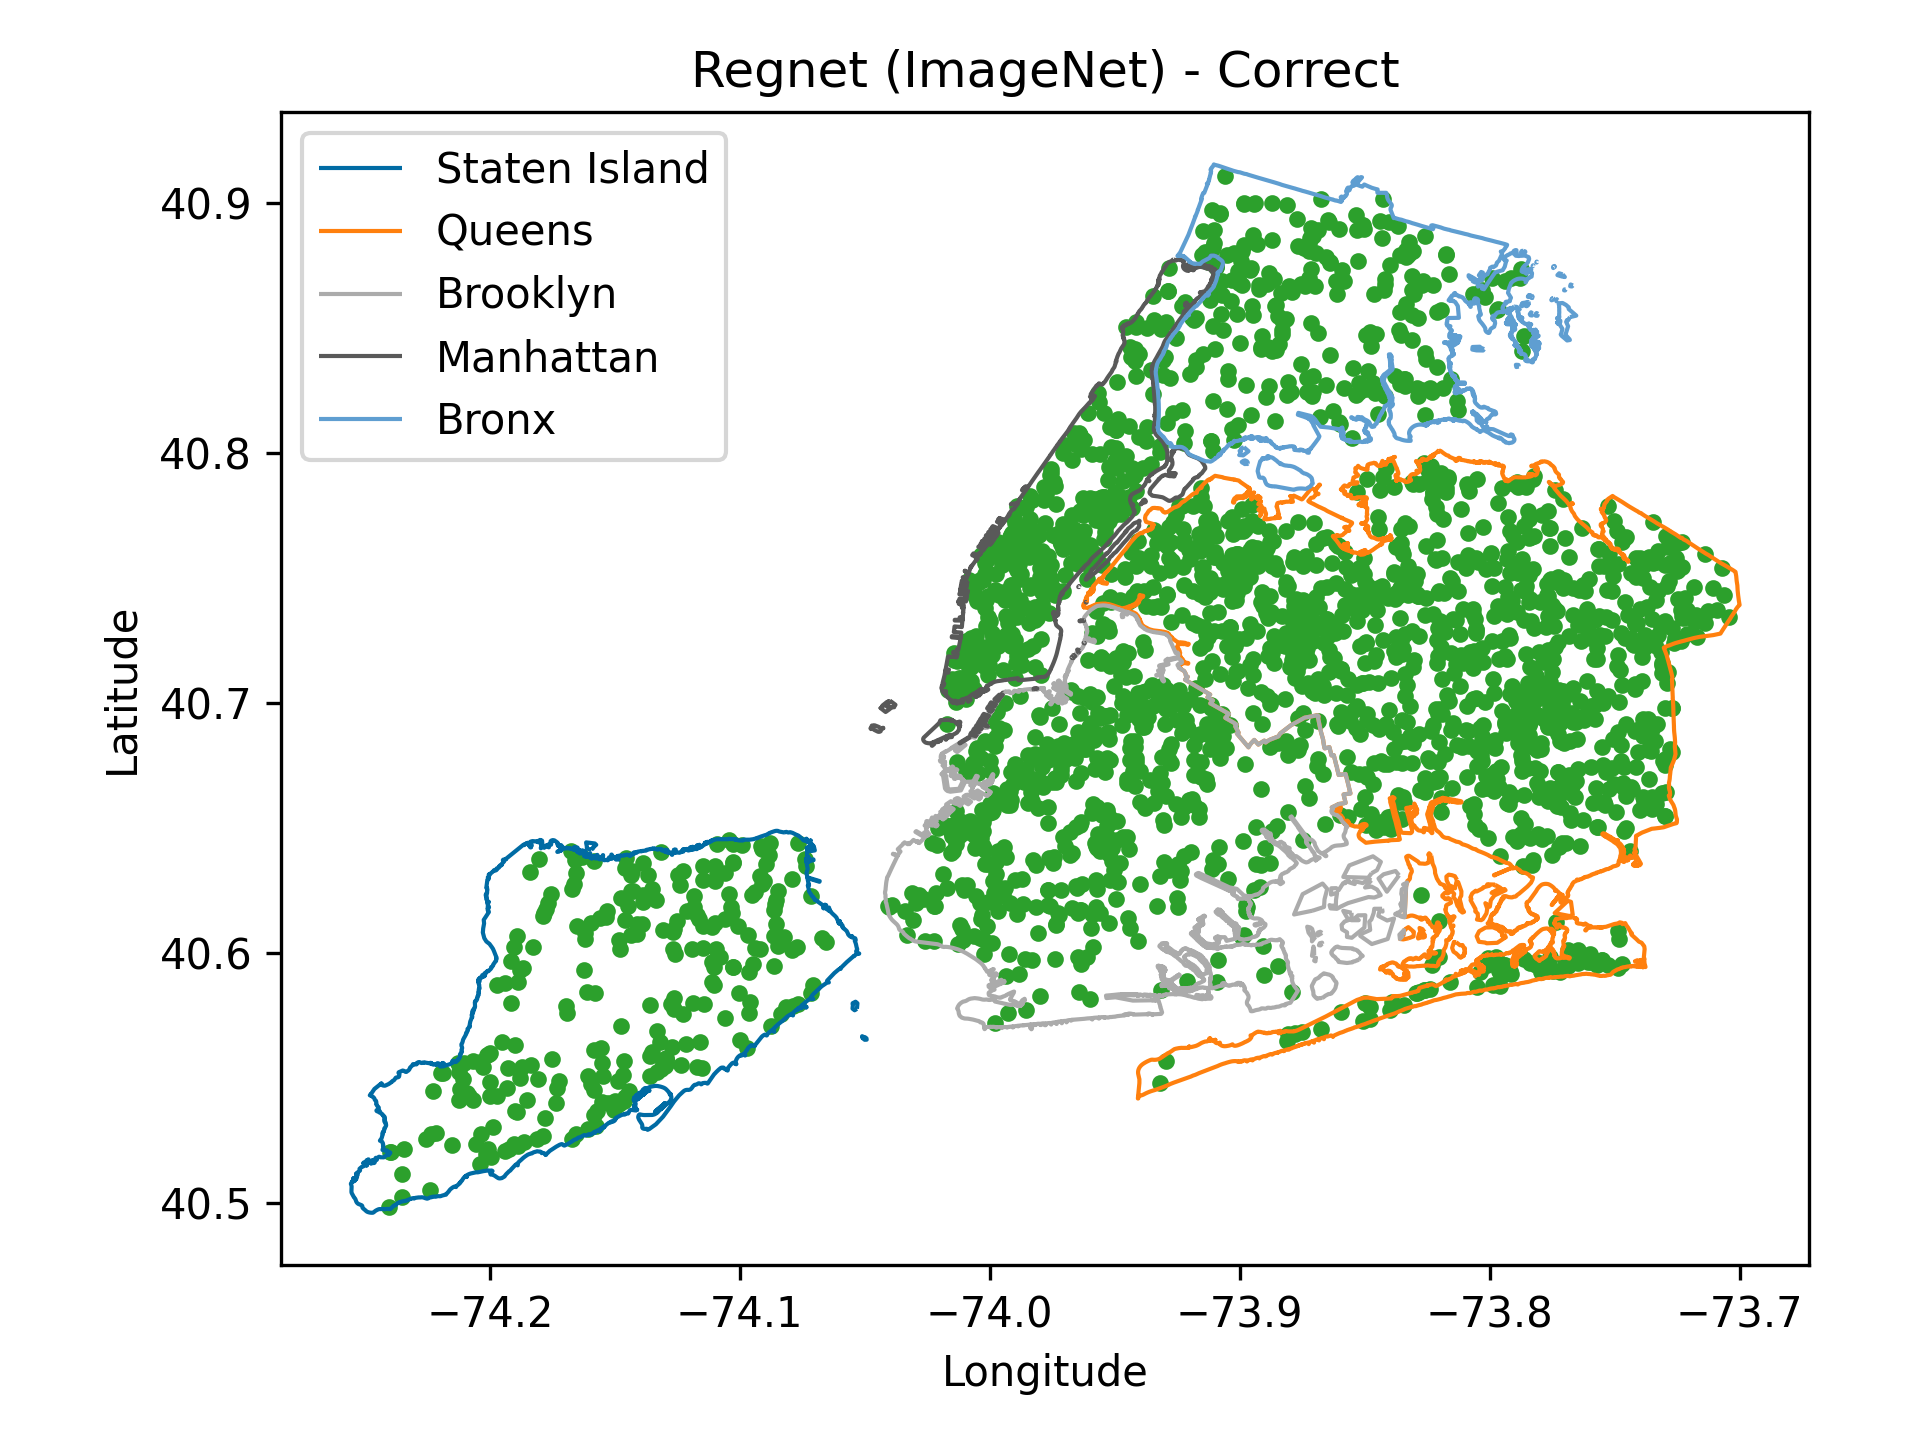 Regnet (ImageNet) - Correct
Staten Island
Queens
Brooklyn
Manhattan
Bronx
40.9
40.8
40.7
40.6
40.5
Latitude
−74.2
−74.1
−74.0
−73.9
−73.8
−73.7
Longitude